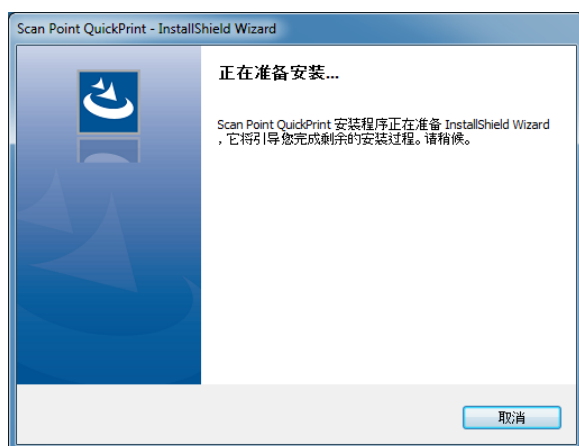 Scan Point QuickPrint - InstallShield Wizard
正在准备安装...
Scan Point QuickPrint 安装程序正在准备 InstallShield Wizard
，它将引导您完成剩余的安装过程。请稍候。
取消